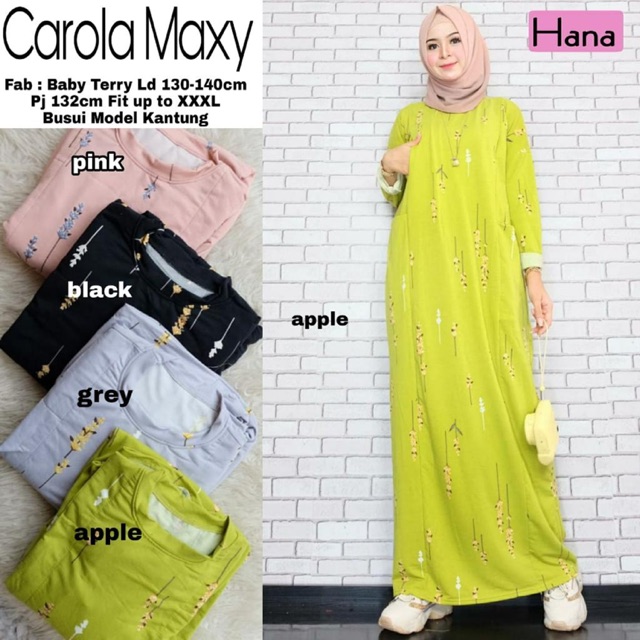 Carola Maxy
Fab : Baby Terry Ld 130-140cm
Pj 132cm Fit up to XXXL
Busui Model Kantung
Hana
pink
black
grey
apple
apple